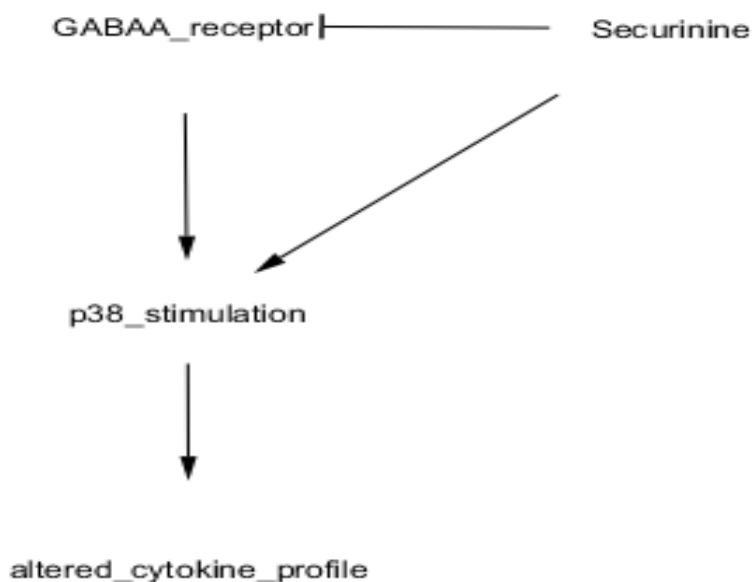 GABAA_receptor
Securinine
p38_stimulation
altered_cytokine_profile